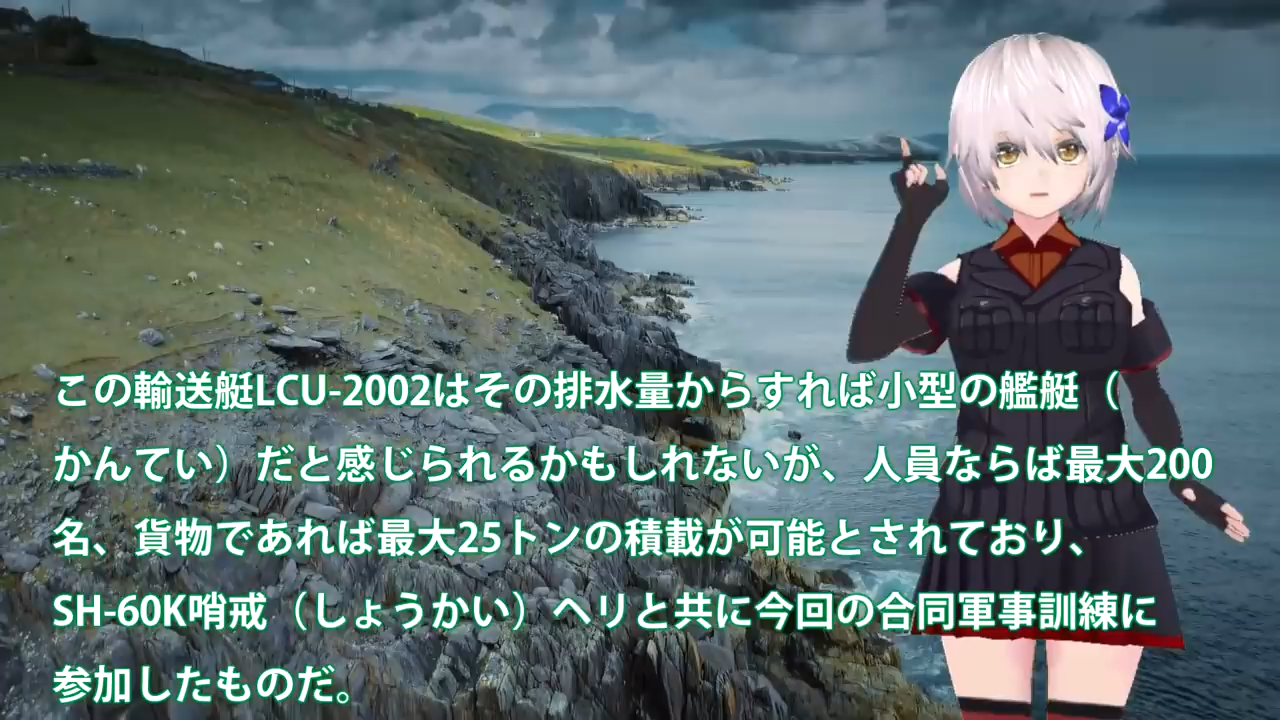 この輸送艇LCU-2002はその排水量からすれば小型の艦艇（
かんてい）だと感じられるかもしれないが、人員ならば最大200
名、貨物であれば最大25トンの積載が可能とされており、
SH-60K哨戒（しょうかい）ヘリと共に今回の合同軍事訓練に
参加したものだ。